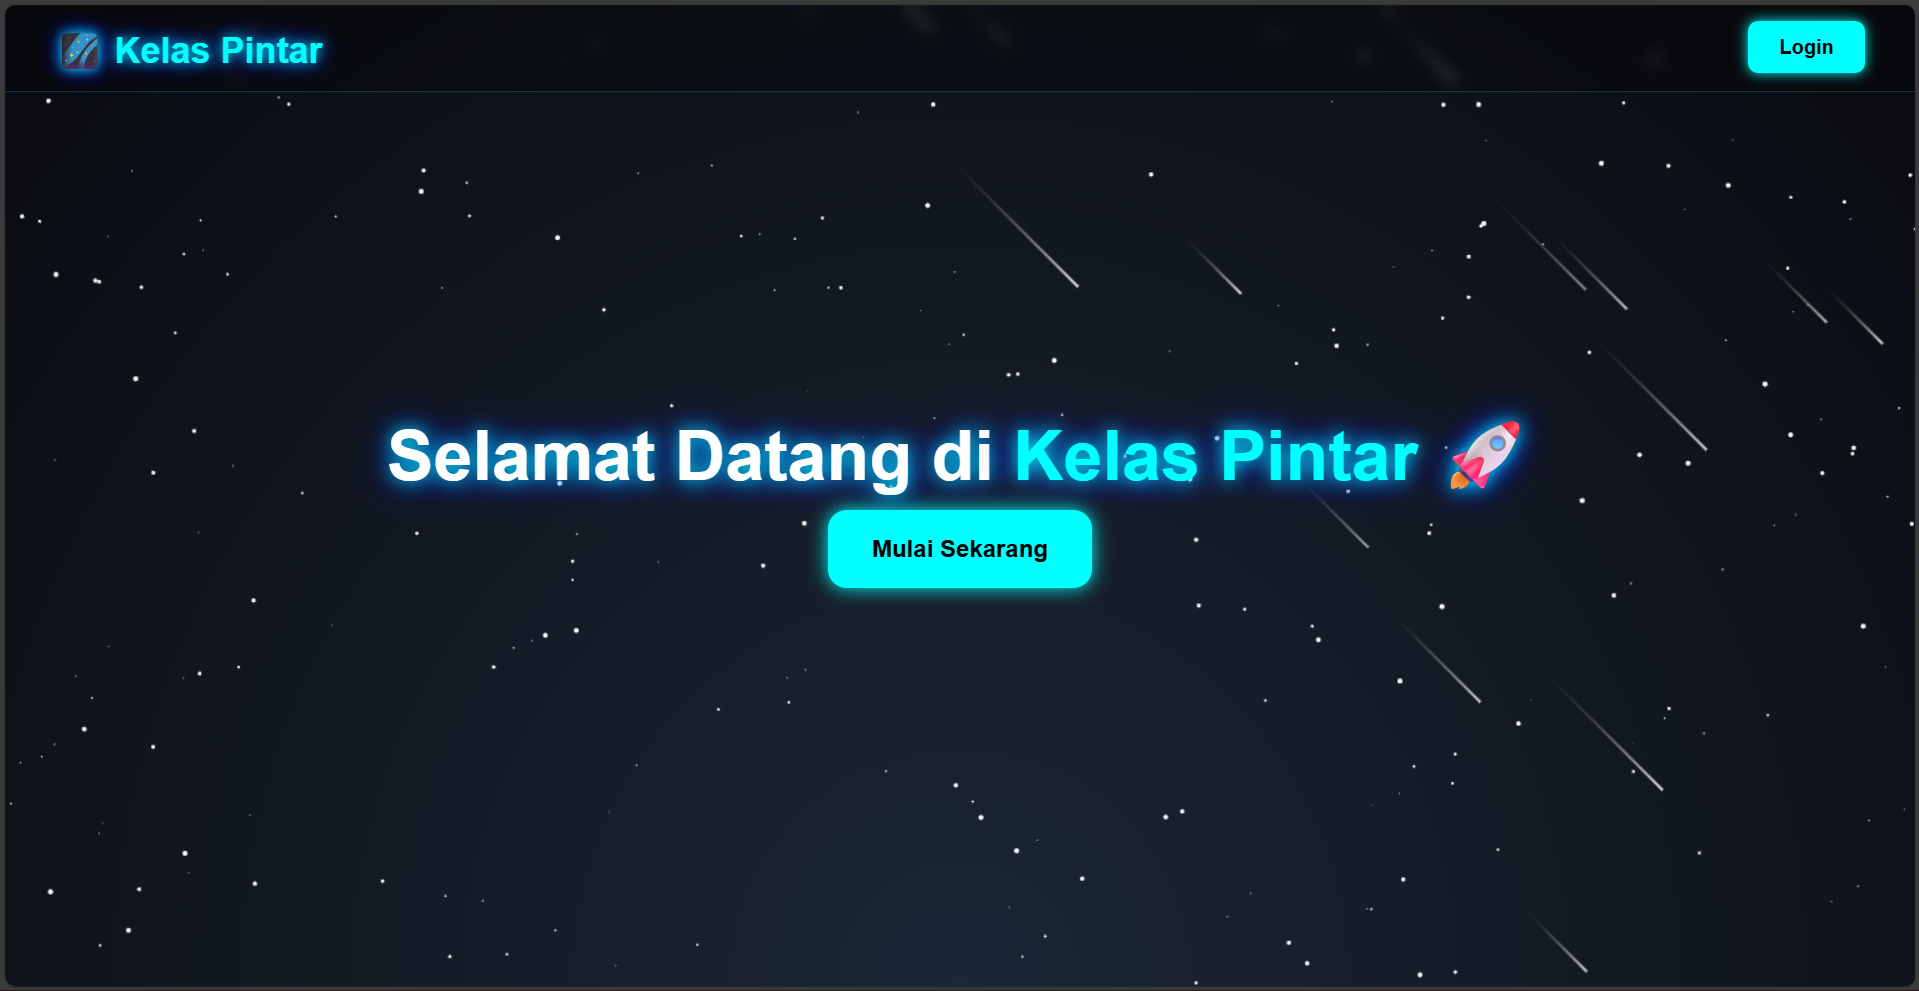 Kelas Pintar
Login
Selamat Datang di Kelas Pintar 🚀
Mulai Sekarang